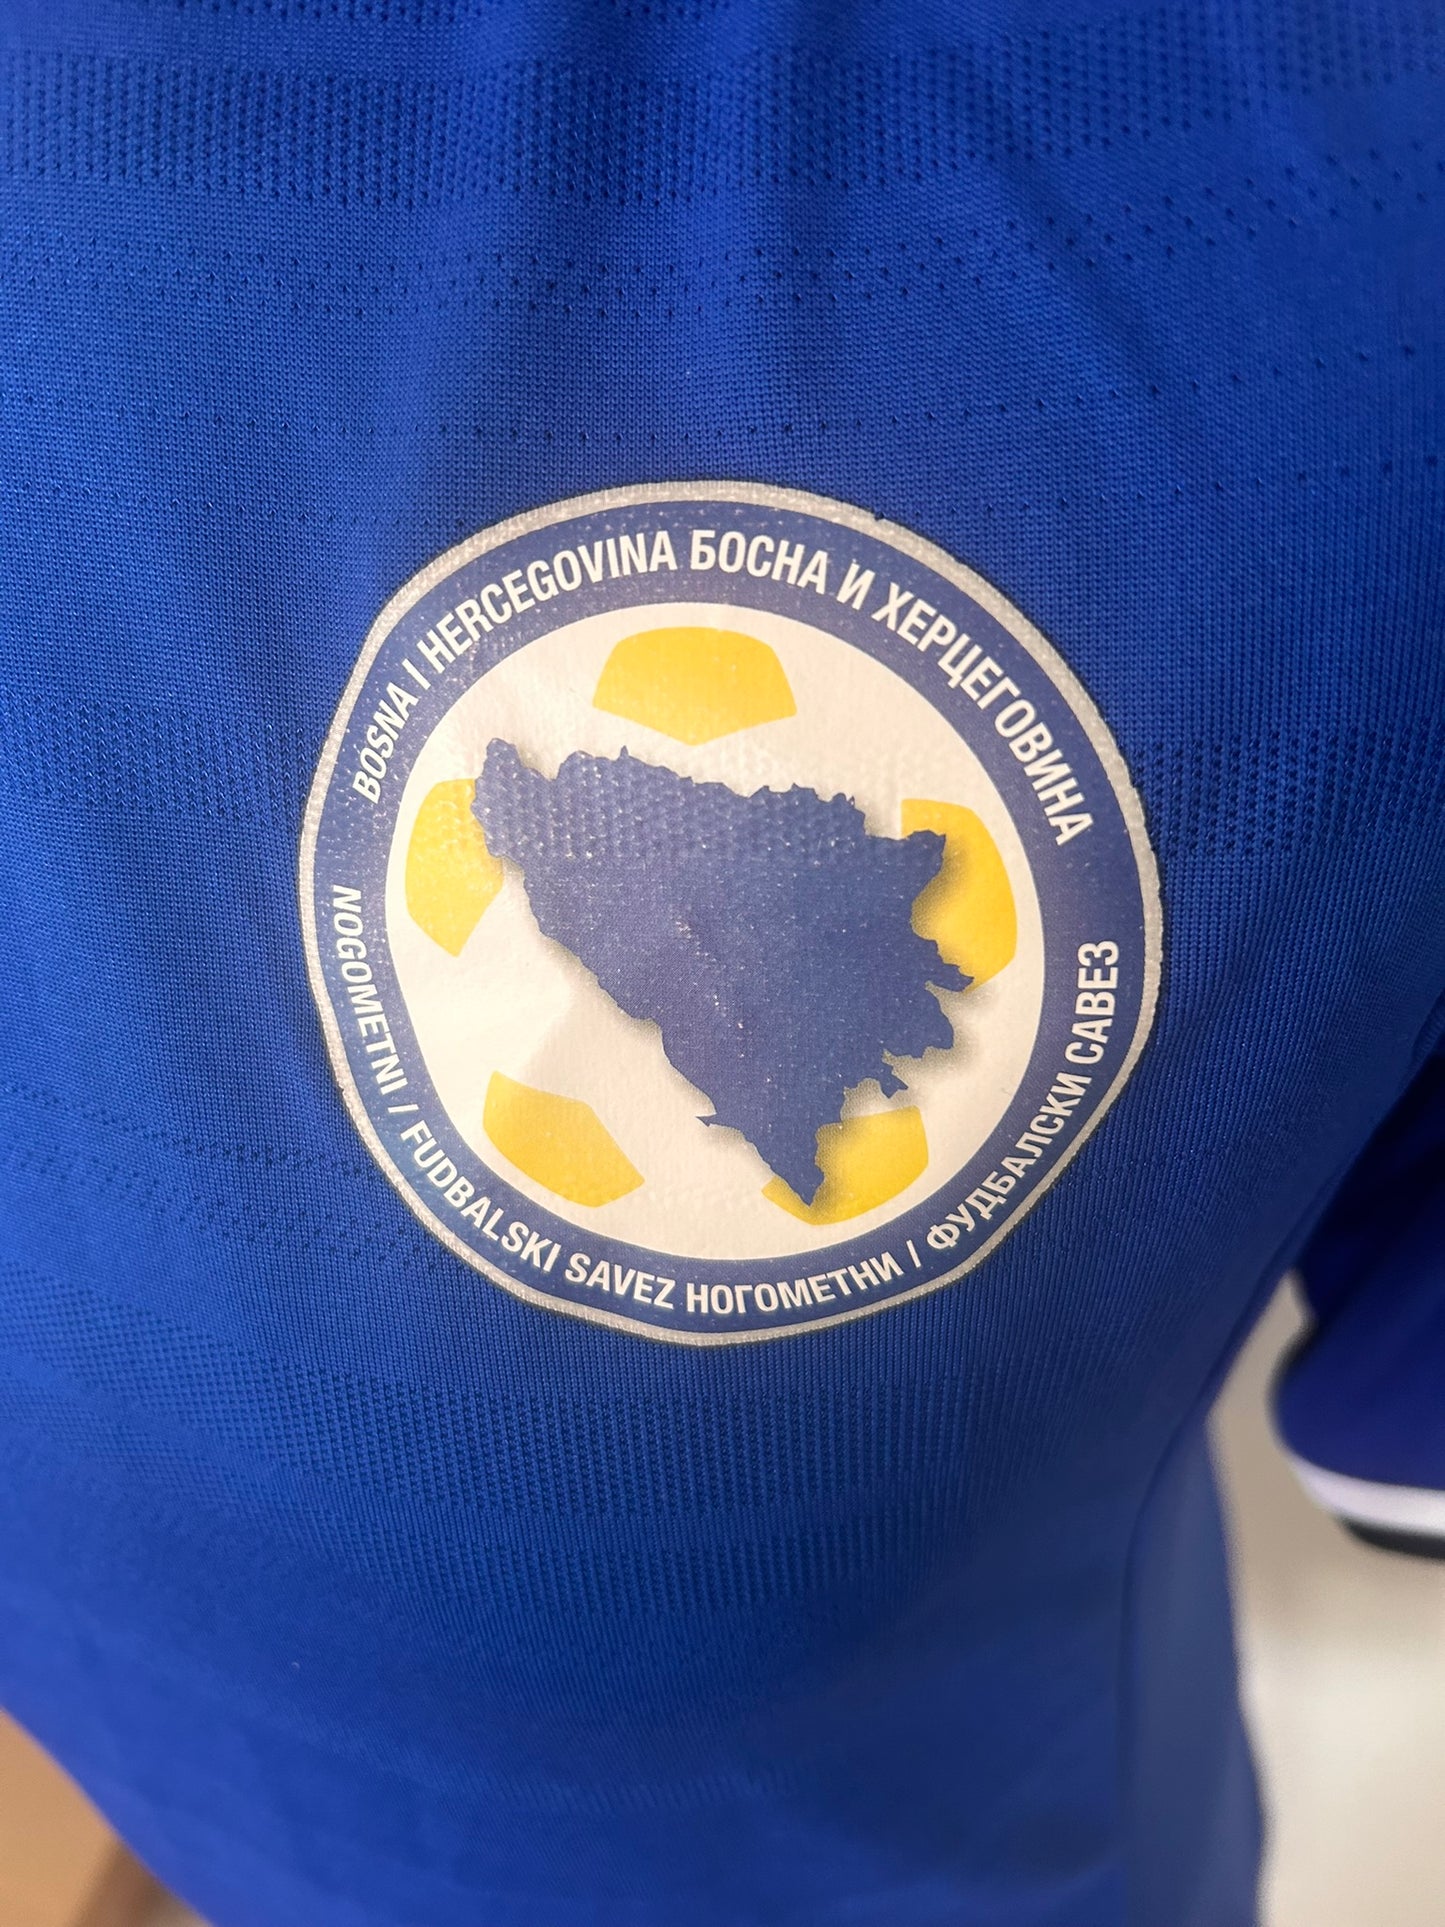 BOSNA I HERCEGOVINA БОСНА И ХЕРЦЕГОВИНА
NOGOMETNI / FUDBALSKI SAVEZ НОГОМЕТНИ / ФУДБАЛСКИ САВЕЗ